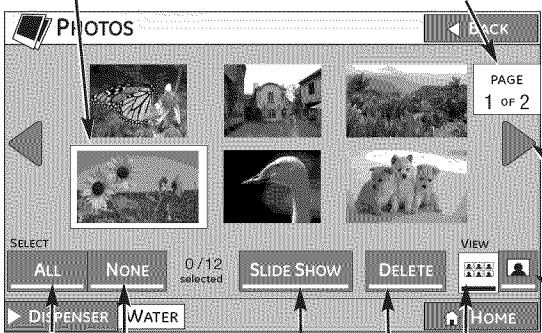 PHOTOS
BACK
PAGE
1 OF 2
SELECT
ALL
NONE
0/12
selected
SLIDE SHOW
DELETE
VIEW
DISPENSER
WATER
HOME